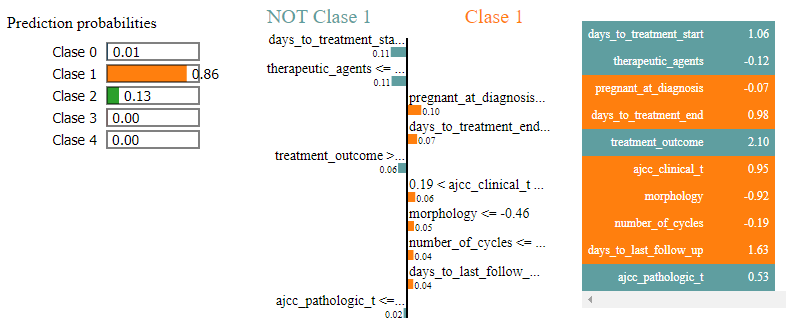 Prediction probabilities
Clase 0 0.01
Clase 1 0.86
Clase 2 0.13
Clase 3 0.00
Clase 4 0.00
NOT Clase 1 Clase 1
days_to_treatment_sta...
0.11
therapeutic_agents <= ...
0.11
pregnant_at_diagnosis...
0.10
days_to_treatment_end...
0.07
treatment_outcome >...
0.06
0.19 < ajcc_clinical_t ...
0.06
morphology <= -0.46
0.05
number_of_cycles <= ...
0.04
days_to_last_follow_...
0.04
ajcc_pathologic_t <=...
0.02
days_to_treatment_start 1.06
therapeutic_agents -0.12
pregnant_at_diagnosis -0.07
days_to_treatment_end 0.98
treatment_outcome 2.10
ajcc_clinical_t 0.95
morphology -0.92
number_of_cycles -0.19
days_to_last_follow_up 1.63
ajcc_pathologic_t 0.53